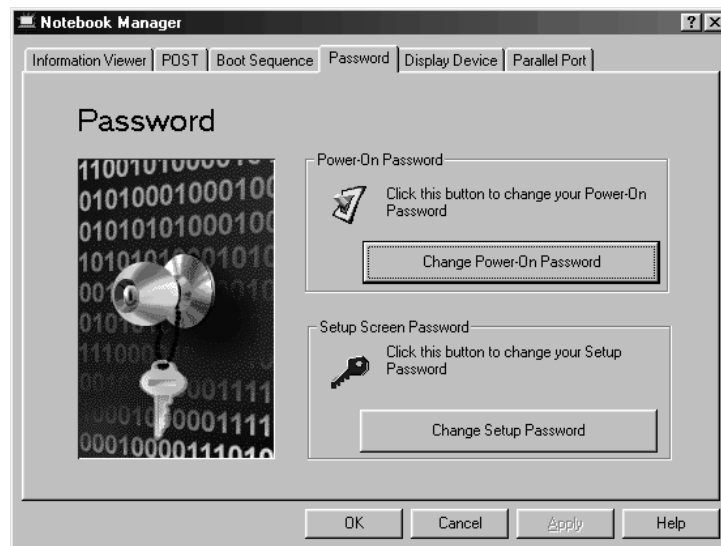 Notebook Manager
Information Viewer POST Boot Sequence Password Display Device Parallel Port
Password
Power-On Password
Click this button to change your Power-On
Password
Change Power-On Password
Setup Screen Password
Click this button to change your Setup
Password
Change Setup Password
OK Cancel Apply Help